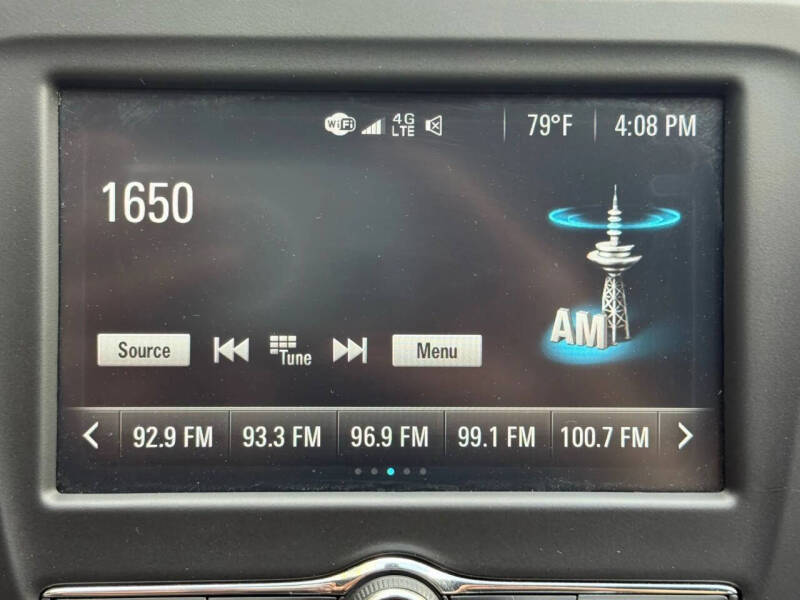 WiFi 4G LTE 79°F 4:08 PM
1650
AM
Source Tune Menu
92.9 FM 93.3 FM 96.9 FM 99.1 FM 100.7 FM